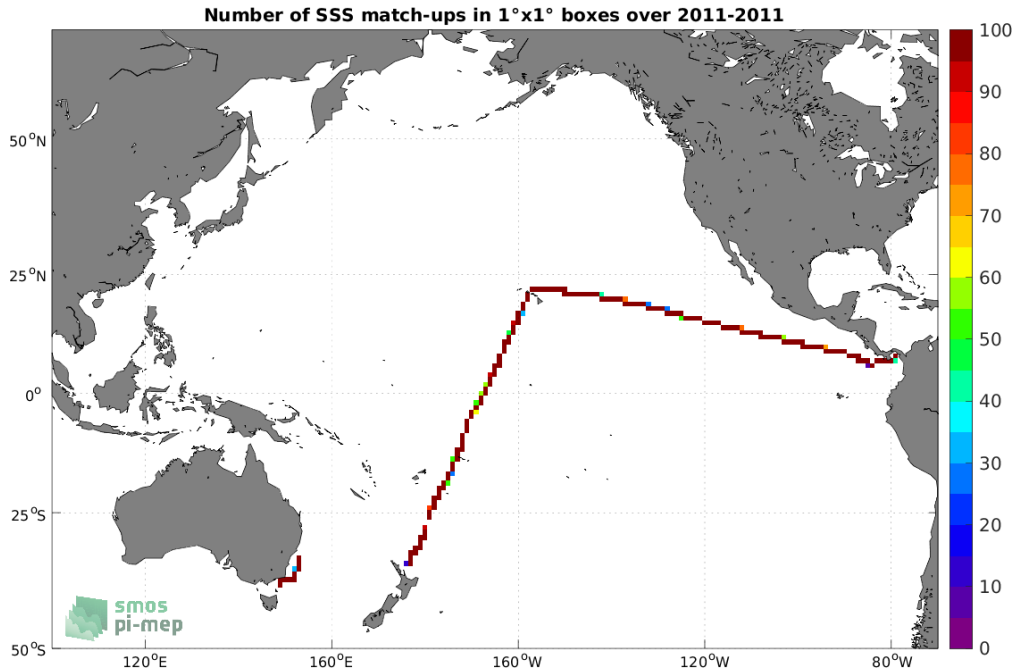 Number of SSS match-ups in 1°x1° boxes over 2011-2011
100
90
80
70
60
50
40
30
20
10
0
50°N
25°N
0°
25°S
50°S
120°E
160°E
160°W
120°W
80°W
smos
pi-mep